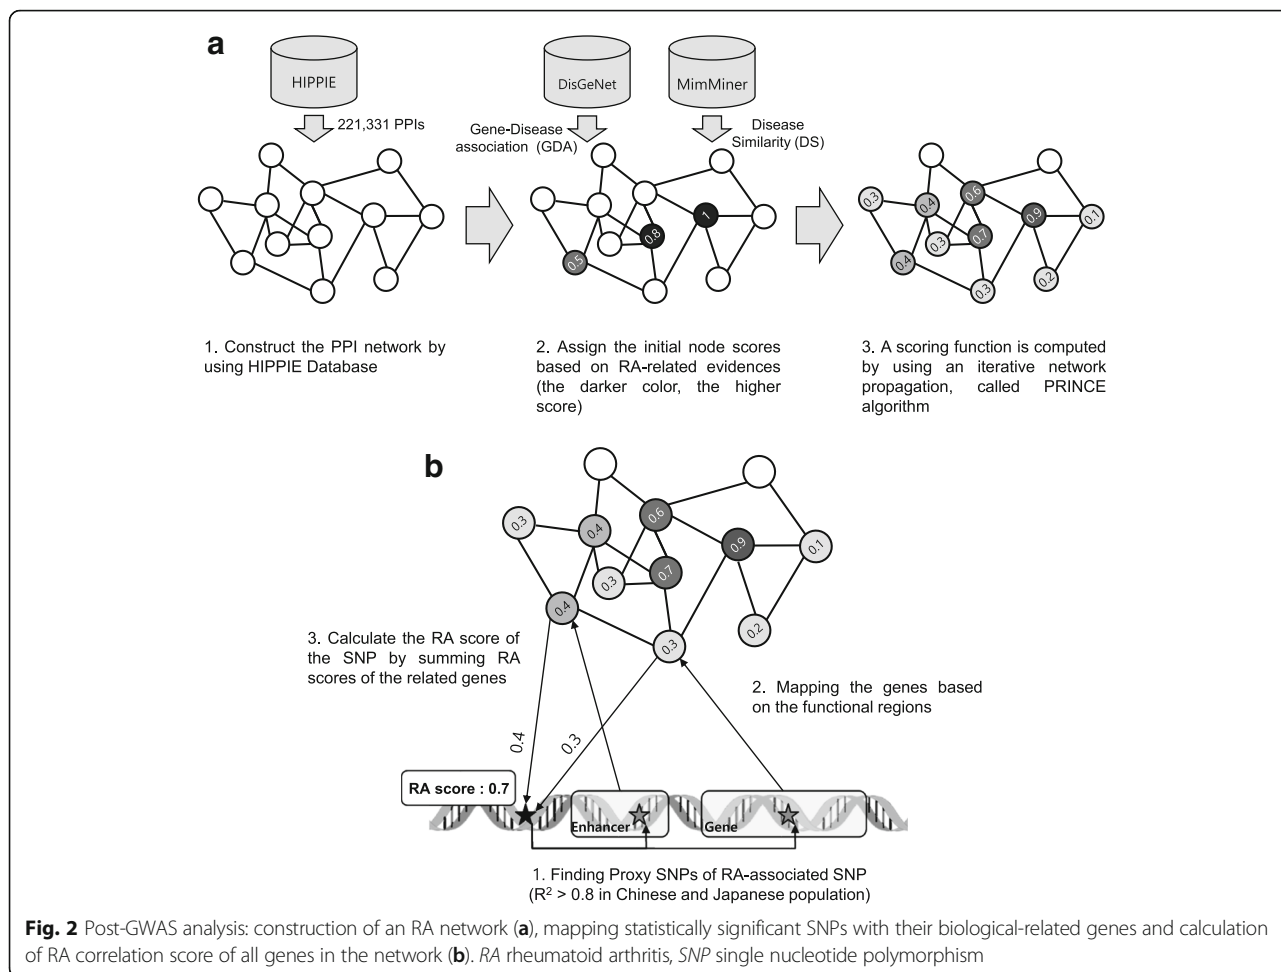 a
HIPPIE
DisGeNet
MimMiner
221,331 PPIs
Gene-Disease
association (GDA)
Disease
Similarity (DS)
1
0.8
0.5
0.3
0.4
0.6
0.9
0.1
0.3
0.7
0.4
0.3
0.2
1. Construct the PPI network by
using HIPPIE Database
2. Assign the initial node scores
based on RA-related evidences
(the darker color, the higher
score)
3. A scoring function is computed
by using an iterative network
propagation, called PRINCE
algorithm
b
0.3
0.4
0.6
0.9
0.1
0.3
0.7
0.4
0.3
0.2
3. Calculate the RA score of
the SNP by summing RA
scores of the related genes
2. Mapping the genes based
on the functional regions
0.4
0.3
RA score : 0.7
Enhancer
Gene
1. Finding Proxy SNPs of RA-associated SNP
(R² > 0.8 in Chinese and Japanese population)
Fig. 2 Post-GWAS analysis: construction of an RA network (a), mapping statistically significant SNPs with their biological-related genes and calculation
of RA correlation score of all genes in the network (b). RA rheumatoid arthritis, SNP single nucleotide polymorphism